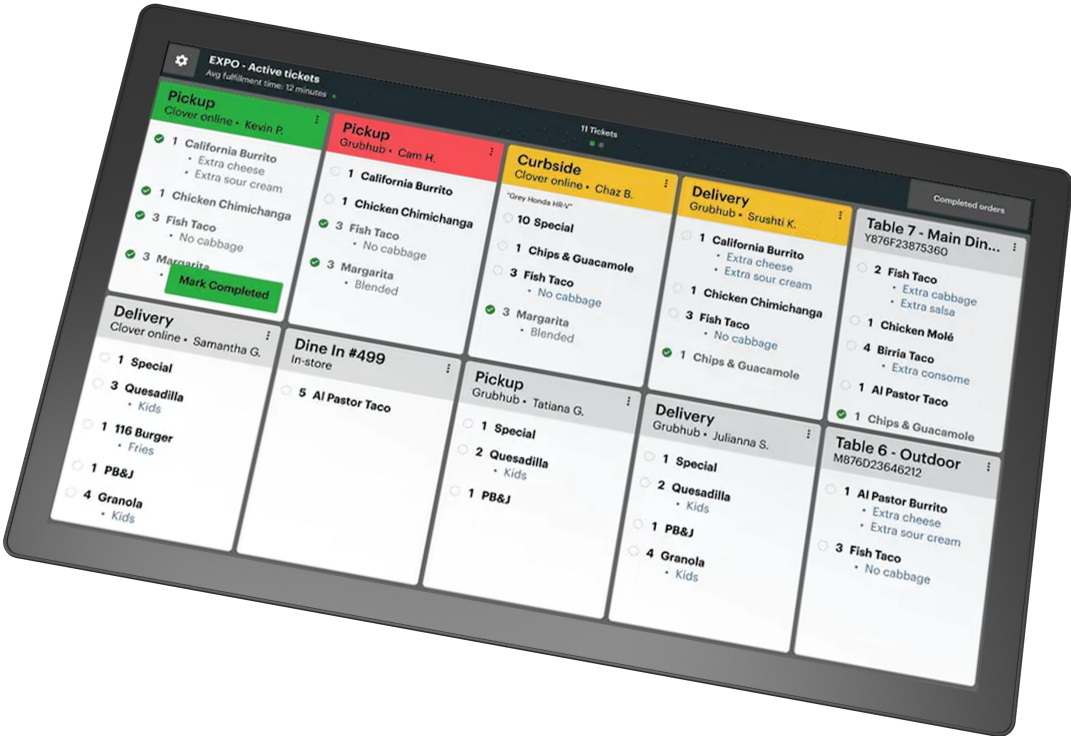 EXPO - Active tickets
Avg fulfillment time: 12 minutes
11 Tickets
Completed orders
Pickup
Clover online • Kevin P.
1 California Burrito
• Extra cheese
• Extra sour cream
1 Chicken Chimichanga
3 Fish Taco
• No cabbage
3 Margarita
Mark Completed
Pickup
Grubhub • Cam H.
1 California Burrito
1 Chicken Chimichanga
3 Fish Taco
• No cabbage
3 Margarita
• Blended
Curbside
Clover online • Chaz B.
"Grey Honda HR-V"
10 Special
1 Chips & Guacamole
3 Fish Taco
• No cabbage
3 Margarita
• Blended
Delivery
Grubhub • Srushti K.
1 California Burrito
• Extra cheese
• Extra sour cream
1 Chicken Chimichanga
3 Fish Taco
• No cabbage
1 Chips & Guacamole
Table 7 - Main Din...
Y876F23875360
2 Fish Taco
• Extra cabbage
• Extra salsa
1 Chicken Molé
4 Birria Taco
• Extra consome
1 Al Pastor Taco
1 Chips & Guacamole
Delivery
Clover online • Samantha G.
1 Special
3 Quesadilla
• Kids
1 116 Burger
• Fries
1 PB&J
4 Granola
• Kids
Dine In #499
In-store
5 Al Pastor Taco
Pickup
Grubhub • Tatiana G.
1 Special
2 Quesadilla
• Kids
1 PB&J
Delivery
Grubhub • Julianna S.
1 Special
2 Quesadilla
• Kids
1 PB&J
4 Granola
• Kids
Table 6 - Outdoor
M876D23646212
1 Al Pastor Burrito
• Extra cheese
• Extra sour cream
3 Fish Taco
• No cabbage